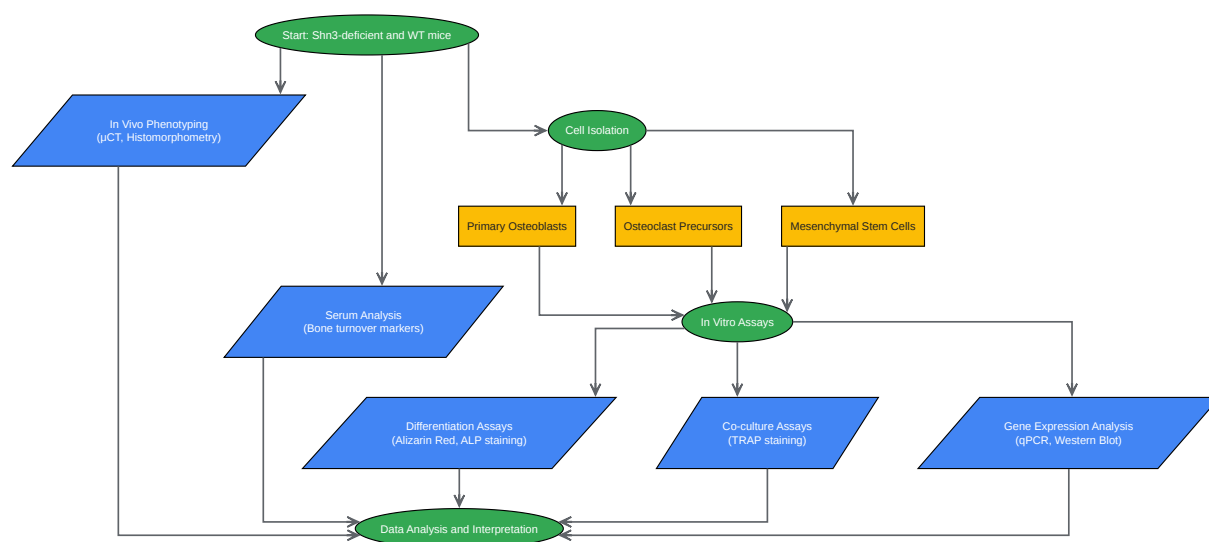 Start: Shn3-deficient and WT mice
In Vivo Phenotyping
(μCT, Histomorphometry)
Cell Isolation
Primary Osteoblasts
Osteoclast Precursors
Mesenchymal Stem Cells
Serum Analysis
(Bone turnover markers)
In Vitro Assays
Differentiation Assays
(Alizarin Red, ALP staining)
Co-culture Assays
(TRAP staining)
Gene Expression Analysis
(qPCR, Western Blot)
Data Analysis and Interpretation